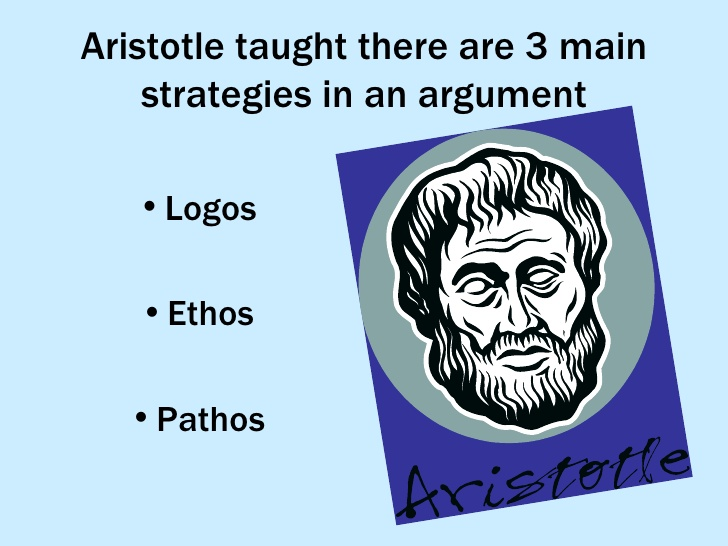 Aristotle taught there are 3 main
strategies in an argument
• Logos
• Ethos
• Pathos
Aristotle